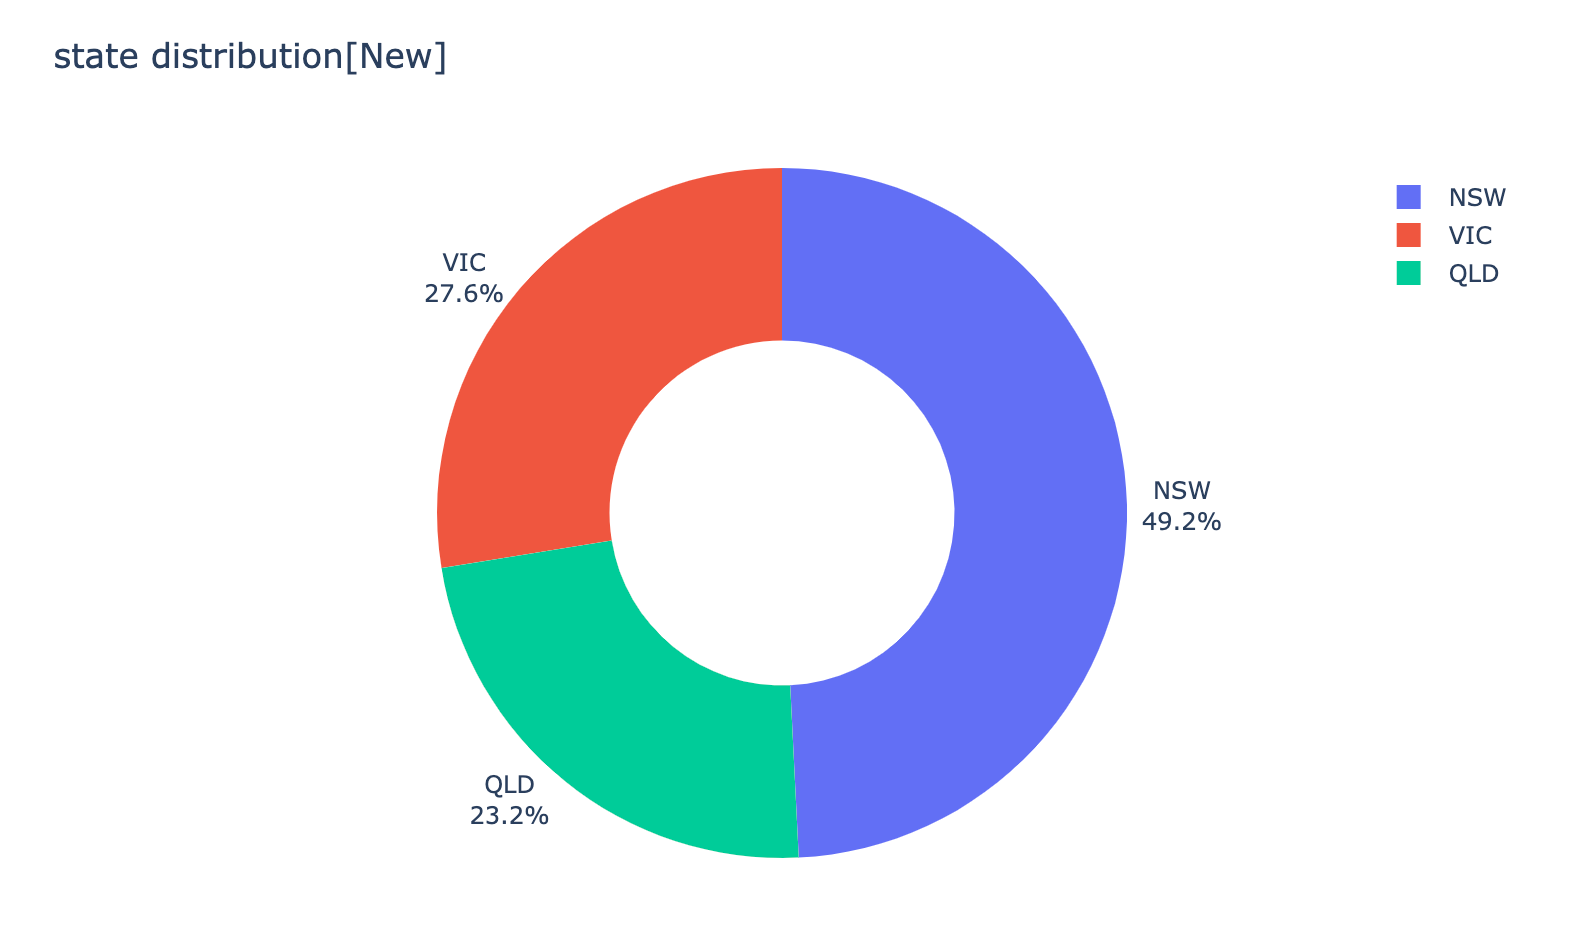 state distribution[New]
NSW
VIC
QLD
VIC
27.6%
NSW
49.2%
QLD
23.2%